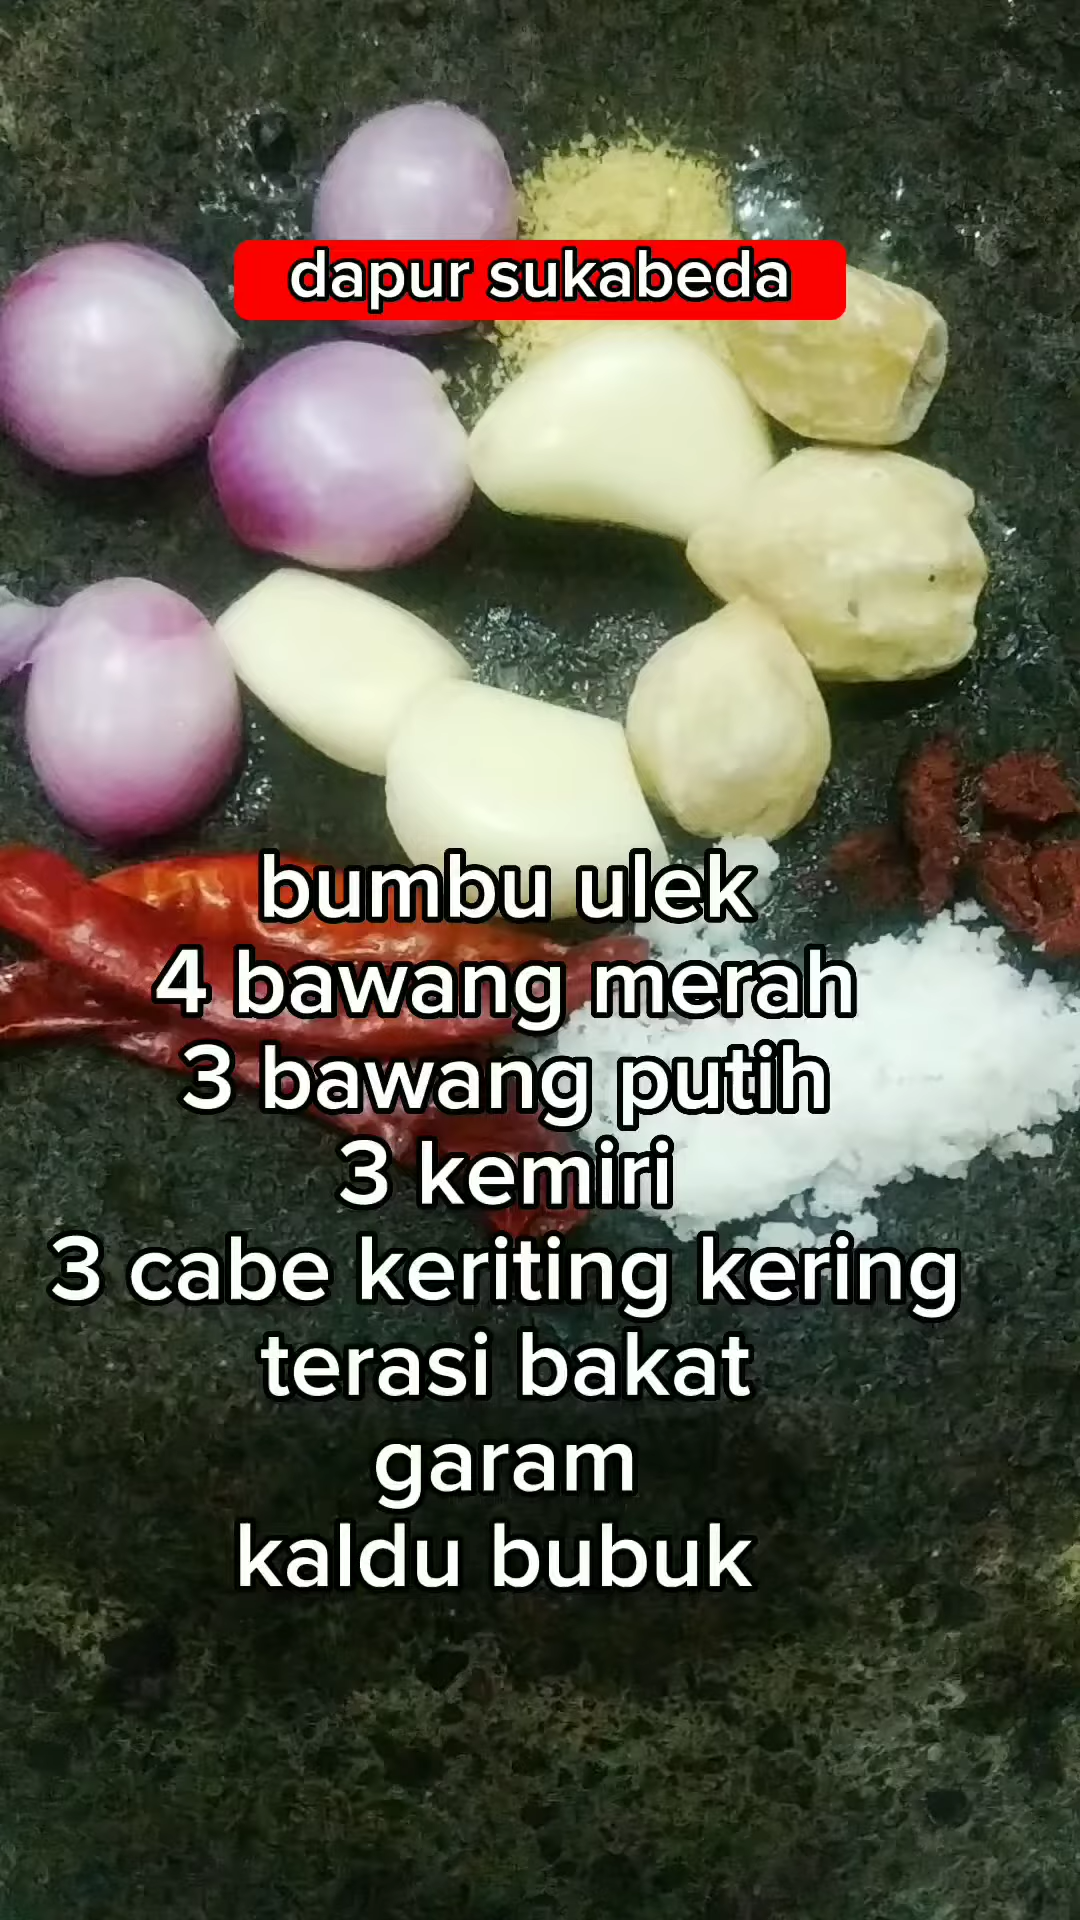 dapur sukabeda
bumbu ulek
4 bawang merah
3 bawang putih
3 kemiri
3 cabe keriting kering
terasi bakat
garam
kaldu bubuk